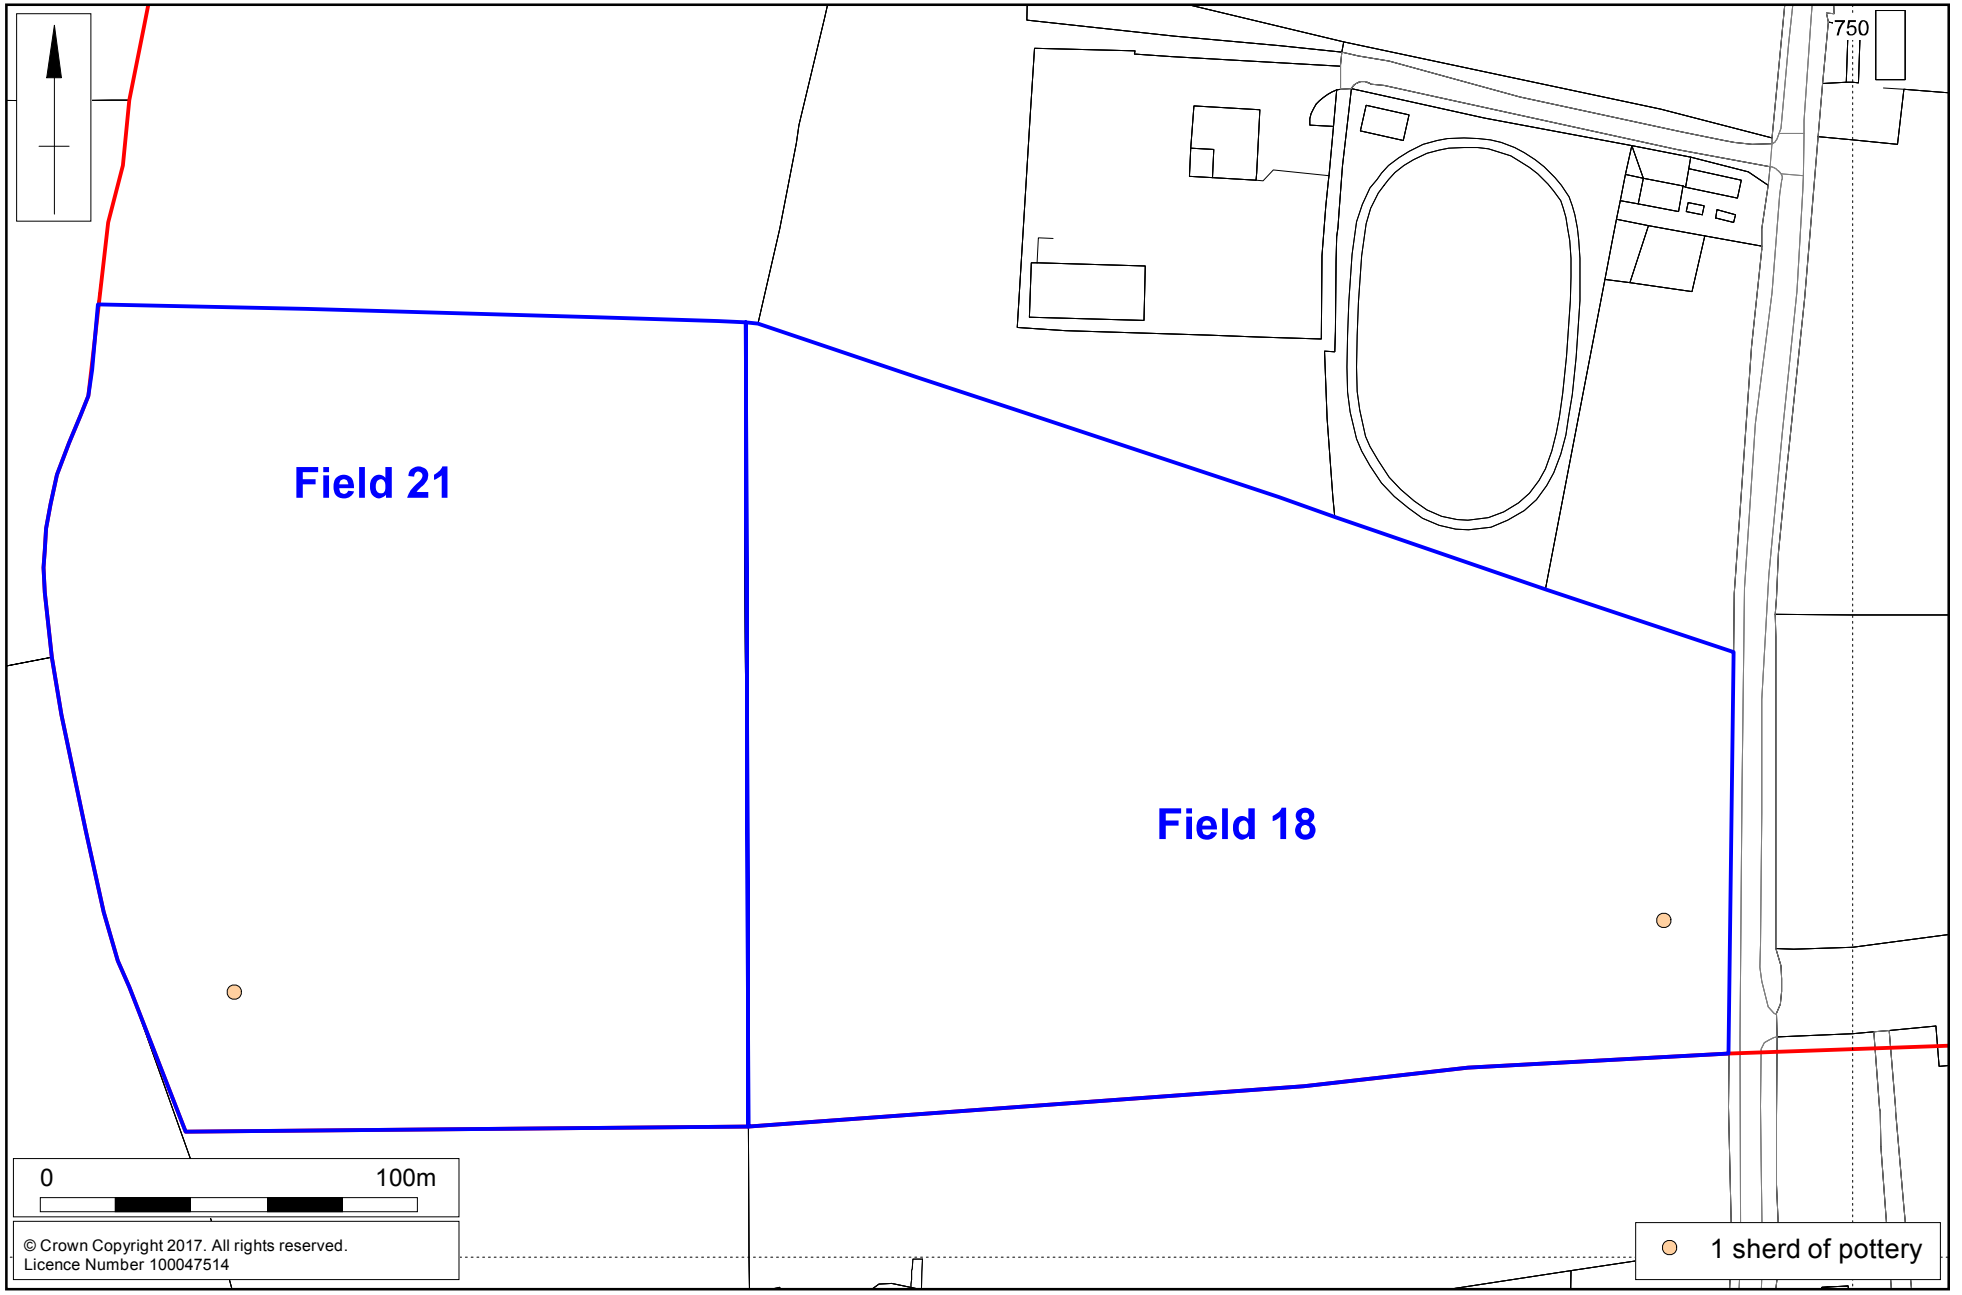 750
Field 21
Field 18
0 100m
© Crown Copyright 2017. All rights reserved.
Licence Number 100047514
1 sherd of pottery